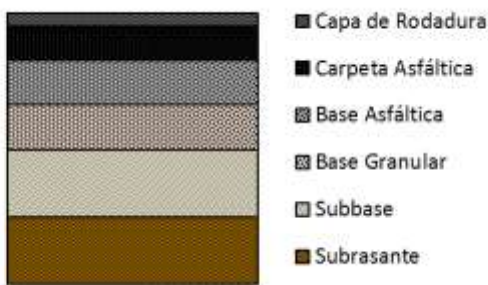 Capa de Rodadura
Carpeta Asfáltica
Base Asfáltica
Base Granular
Subbase
Subrasante